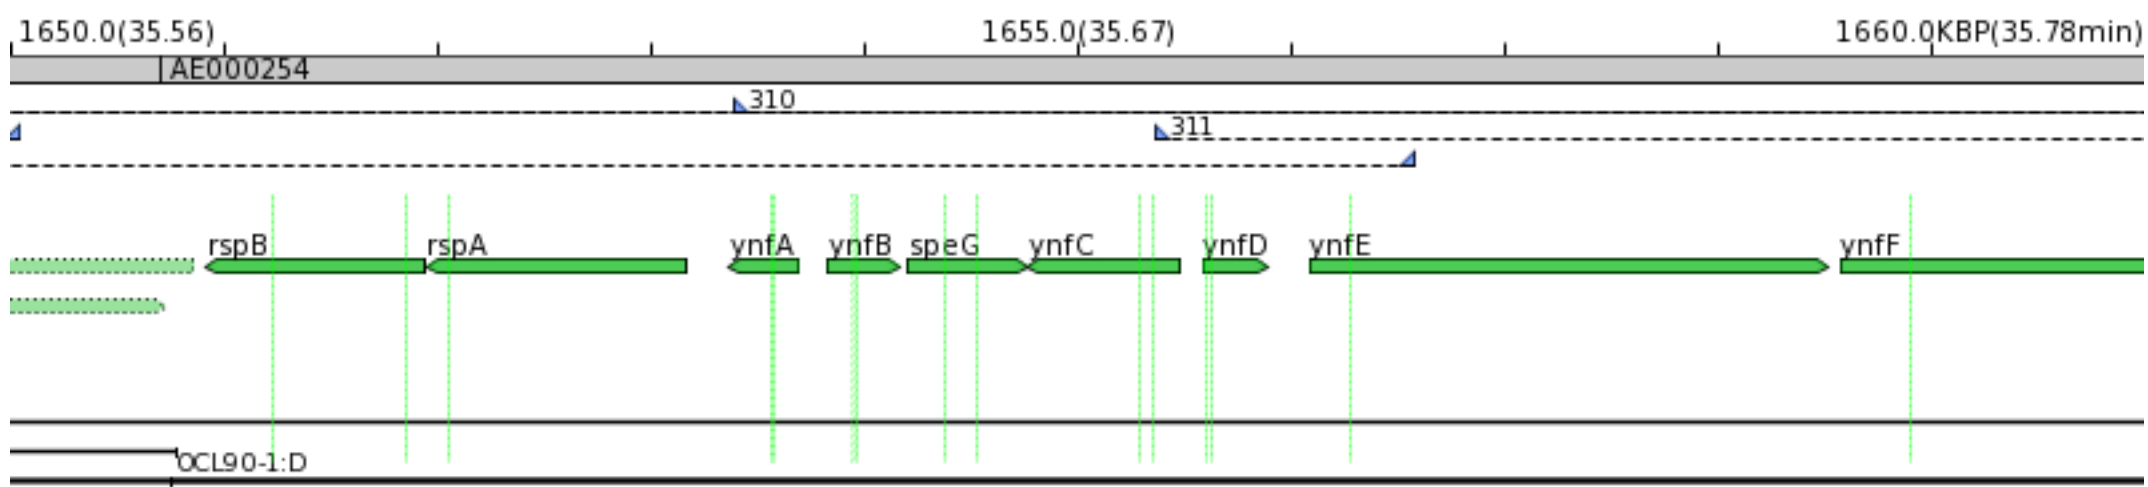 1650.0(35.56) 1655.0(35.67) 1660.0KBP(35.78min)
AE000254
310
311
rspB rspA ynfA ynfB speG ynfC ynfD ynfE ynfF
OCL90-1:D